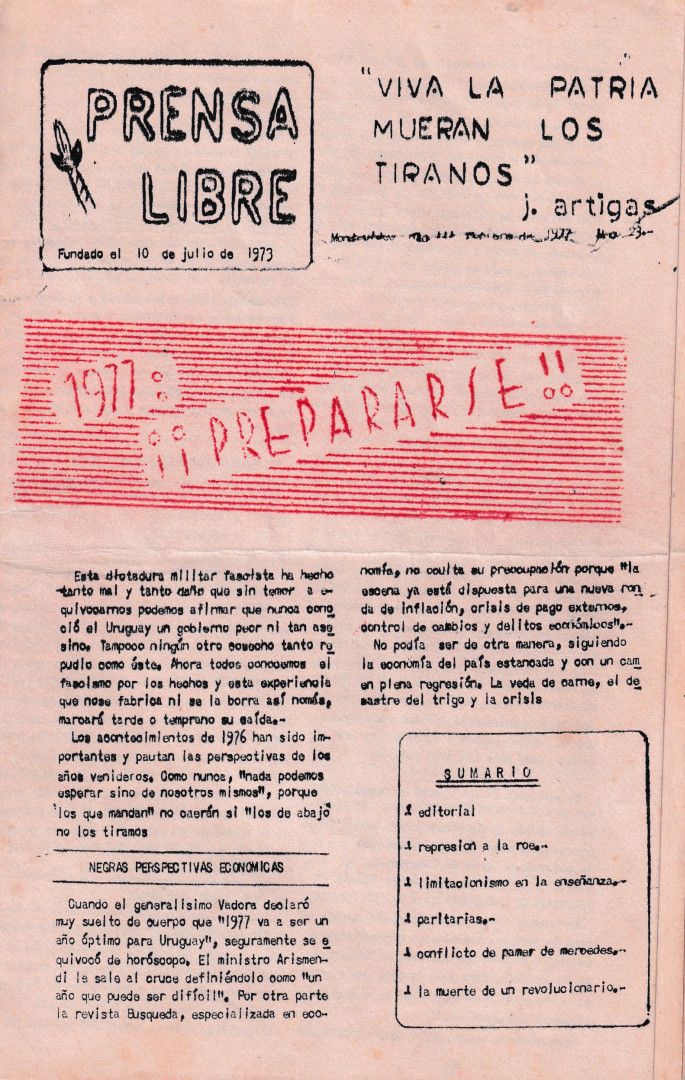 PRENSA
LIBRE
Fundado el 10 de julio de 1973
"VIVA LA PATRIA
MUERAN LOS
TIRANOS"
j. artigas
Montevideo 1977 Nro 23.-
1977:
¡¡PREPARARSE!!
Esta dictadura militar fascista ha hecho
tanto mal y tanto daño que sin temor a e-
quivocarnos podemos afirmar que nunca cono
ció el Uruguay un gobierno peor ni tan ase
sino. Tampoco ningún otro cosecho tanto re
pudio como éste. Ahora todos conocemos el
fascismo por los hechos y esta experiencia
que nose fabrica ni se la borra así nomás,
marcará tarde o temprano su caída.-
Los acontecimientos de 1976 han sido im-
portantes y pautan las perspectivas de los
años venideros. Como nunca, "nada podemos
esperar sino de nosotros mismos", porque
'los que mandan" no caerán si "los de abajo
no los tiramos
NEGRAS PERSPECTIVAS ECONOMICAS
Cuando el generalísimo Vadora declaró
muy suelto de cuerpo que "1977 va a ser un
año óptimo para Uruguay", seguramente se e
quivocó de horóscopo. El ministro Arismen-
di le sale al cruce definiéndolo como "un
año que puede ser difícil". Por otra parte
la revista Busqueda, especializada en eco-
nomía, no oculta su preocupación porque "la
escena ya está dispuesta para una nueva ron
da de inflación, crisis de pago externos,
control de cambios y delitos económicos".-
No podía ser de otra manera, siguiendo
la economía del país estancada y con un cam
en plena regresión. La veda de carne, el de
sastre del trigo y la crisis
SUMARIO
editorial
represion a la roe.-
limitacionismo en la enseñanza.-
paritarias.-
conflicto de pamer de mercedes.-
la muerte de un revolucionario.-